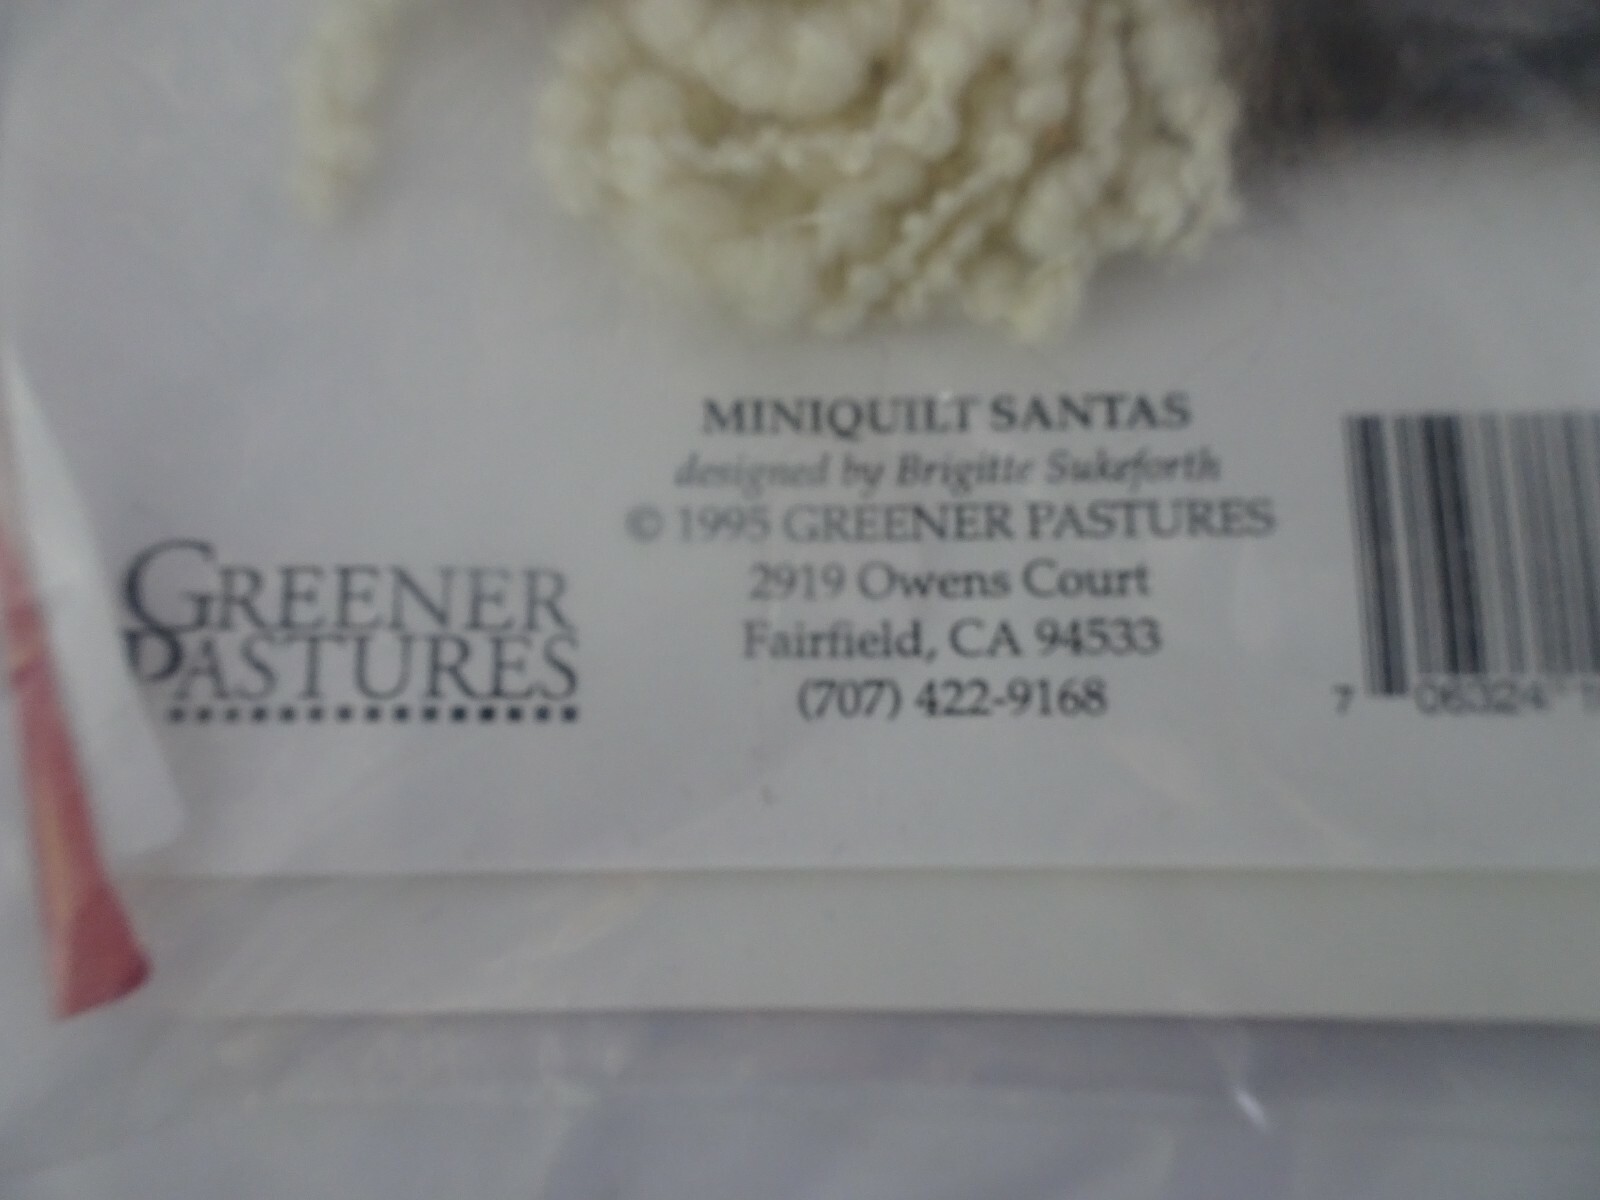 MINIQUILT SANTAS
designed by Brigitte Sukeforth
© 1995 GREENER PASTURES
2919 Owens Court
Fairfield, CA 94533
(707) 422-9168
GREENER
PASTURES
7 06324